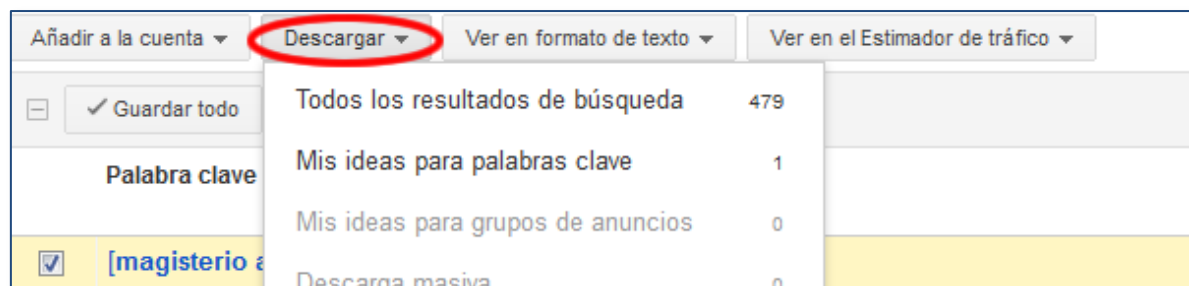 Añadir a la cuenta Descargar Ver en formato de texto Ver en el Estimador de tráfico
Guardar todo
Todos los resultados de búsqueda 479
Mis ideas para palabras clave 1
Palabra clave
Mis ideas para grupos de anuncios 0
[magisterio
Descarga masiva 0